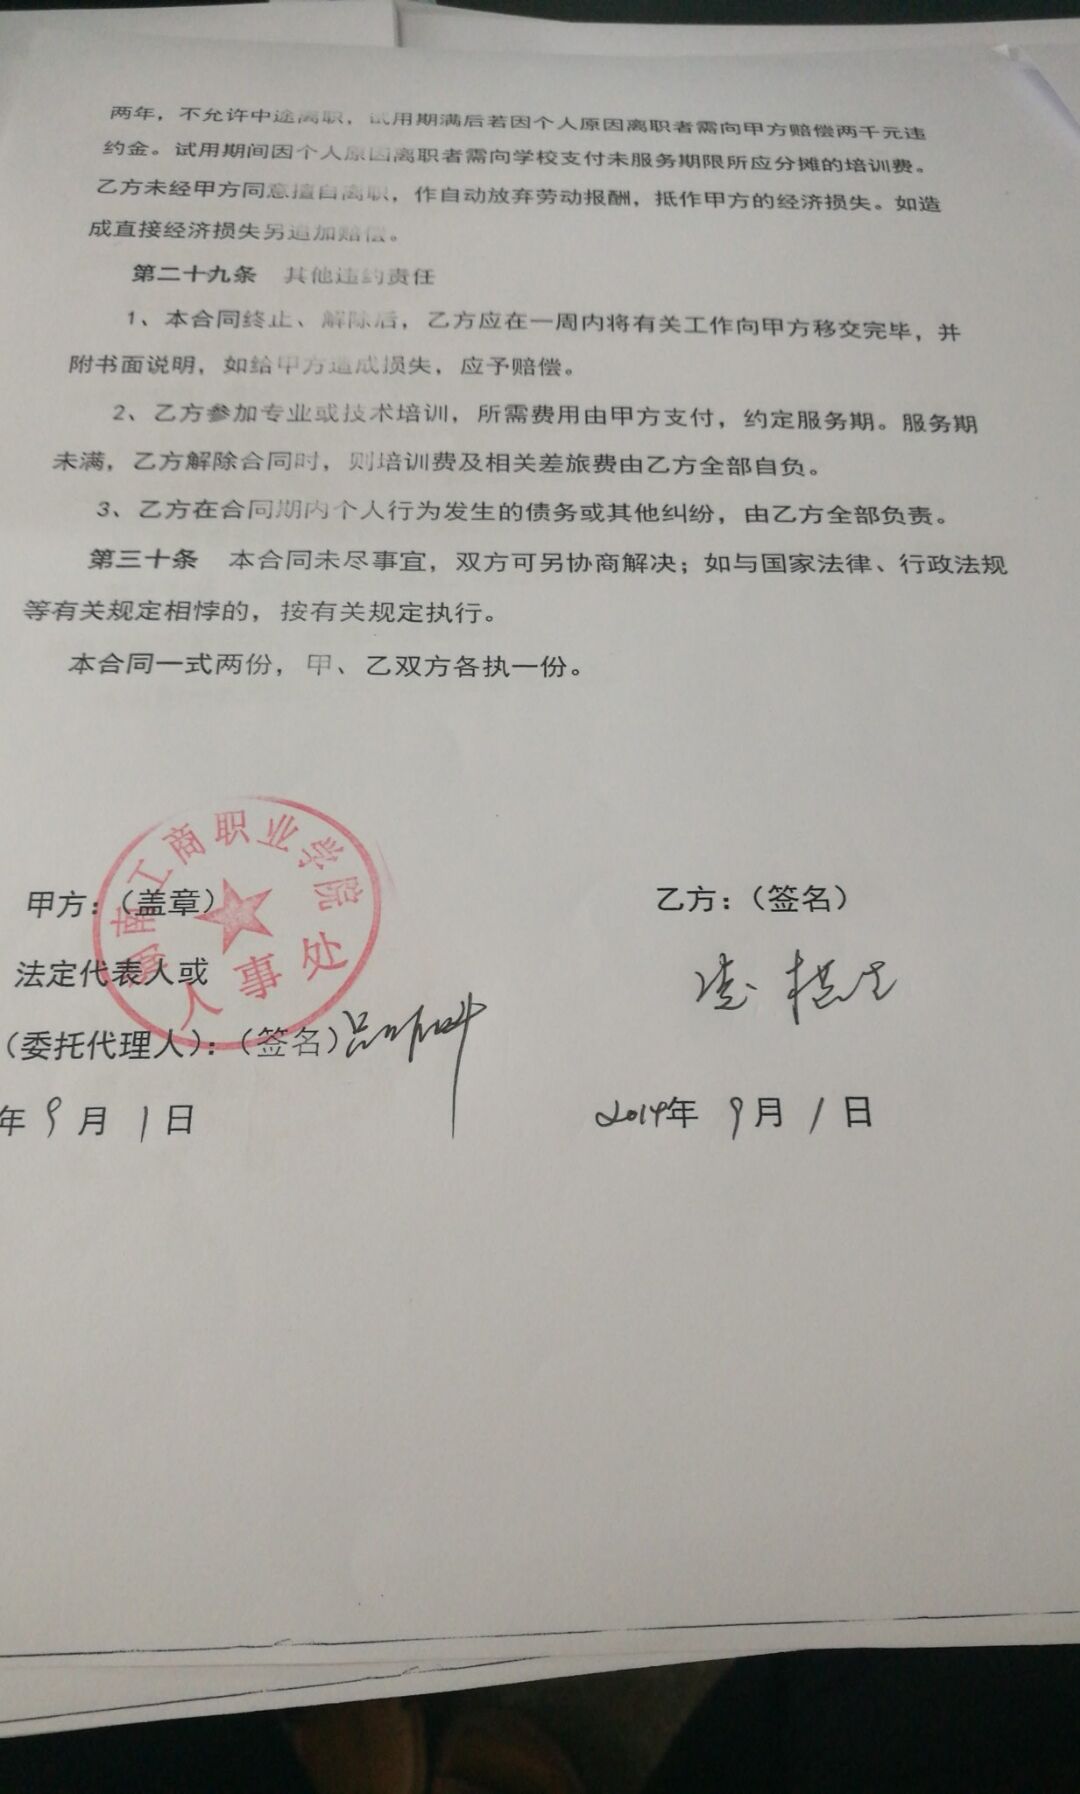 两年，不允许中途离职，试用期满后若因个人原因离职者需向甲方赔偿两千元违
约金。试用期间因个人原因离职者需向学校支付未服务期限所应分摊的培训费。
乙方未经甲方同意擅自离职，作自动放弃劳动报酬，抵作甲方的经济损失。如造
成直接经济损失另追加赔偿。
第二十九条 其他违约责任
1、本合同终止、解除后，乙方应在一周内将有关工作向甲方移交完毕，并
附书面说明，如给甲方造成损失，应予赔偿。
2、乙方参加专业或技术培训，所需费用由甲方支付，约定服务期。服务期
未满，乙方解除合同时，则培训费及相关差旅费由乙方全部自负。
3、乙方在合同期内个人行为发生的债务或其他纠纷，由乙方全部负责。
第三十条 本合同未尽事宜，双方可另协商解决；如与国家法律、行政法规
等有关规定相悖的，按有关规定执行。
本合同一式两份，甲、乙双方各执一份。
南工商职业学院
人事处
甲方：（盖章） 乙方：（签名）
法定代表人或
（委托代理人）：（签名）
年 9 月 1 日 2014年 9 月 1 日